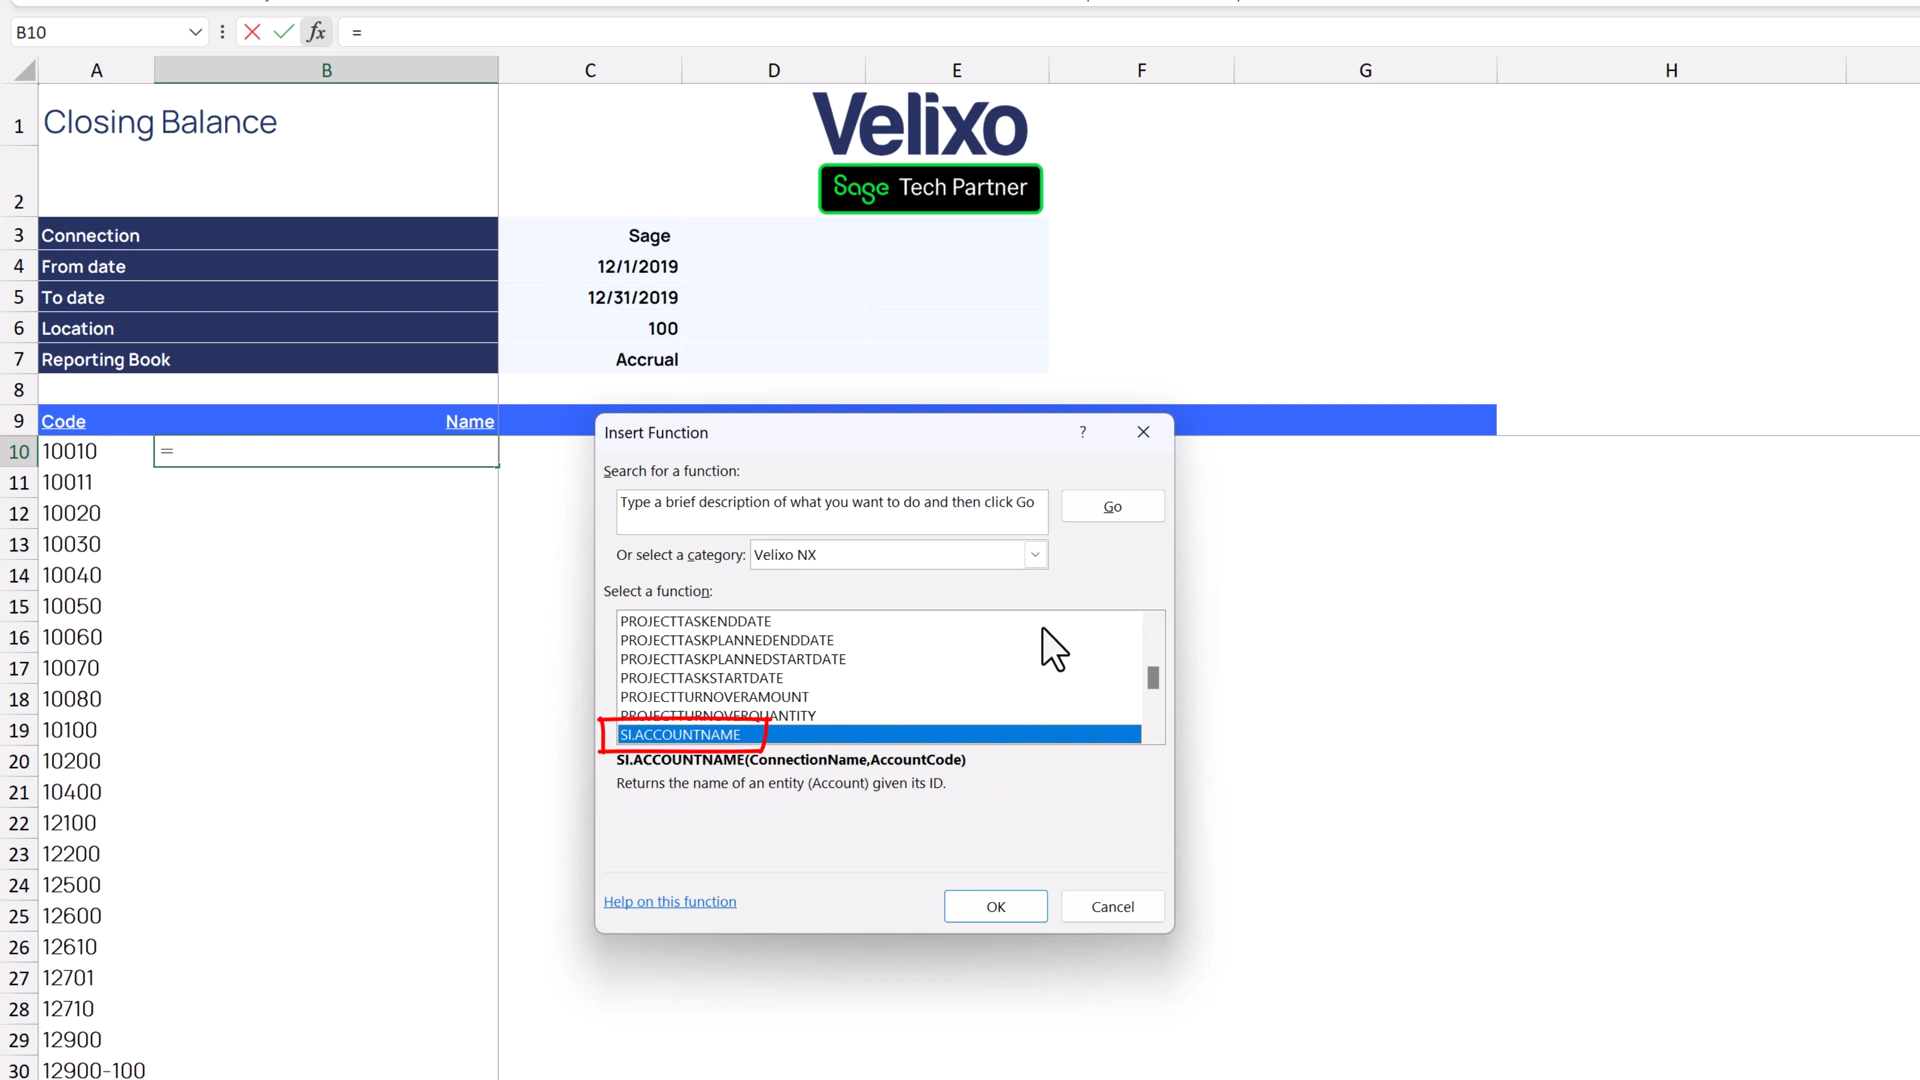 B10
fx
=
A B C D E F G H
1 Closing Balance
Velixo
Sage Tech Partner
2
3 Connection Sage
4 From date 12/1/2019
5 To date 12/31/2019
6 Location 100
7 Reporting Book Accrual
8
9 Code Name
10 10010 =
11 10011
12 10020
13 10030
14 10040
15 10050
16 10060
17 10070
18 10080
19 10100
20 10200
21 10400
22 12100
23 12200
24 12500
25 12600
26 12610
27 12701
28 12710
29 12900
30 12900-100
Insert Function ?
Search for a function:
Type a brief description of what you want to do and then click Go
Go
Or select a category: Velixo NX
Select a function:
PROJECTTASKENDDATE
PROJECTTASKPLANNEDENDDATE
PROJECTTASKPLANNEDSTARTDATE
PROJECTTASKSTARTDATE
PROJECTTURNOVERAMOUNT
PROJECTTURNOVERQUANTITY
SI.ACCOUNTNAME
SI.ACCOUNTNAME(ConnectionName,AccountCode)
Returns the name of an entity (Account) given its ID.
Help on this function
OK
Cancel